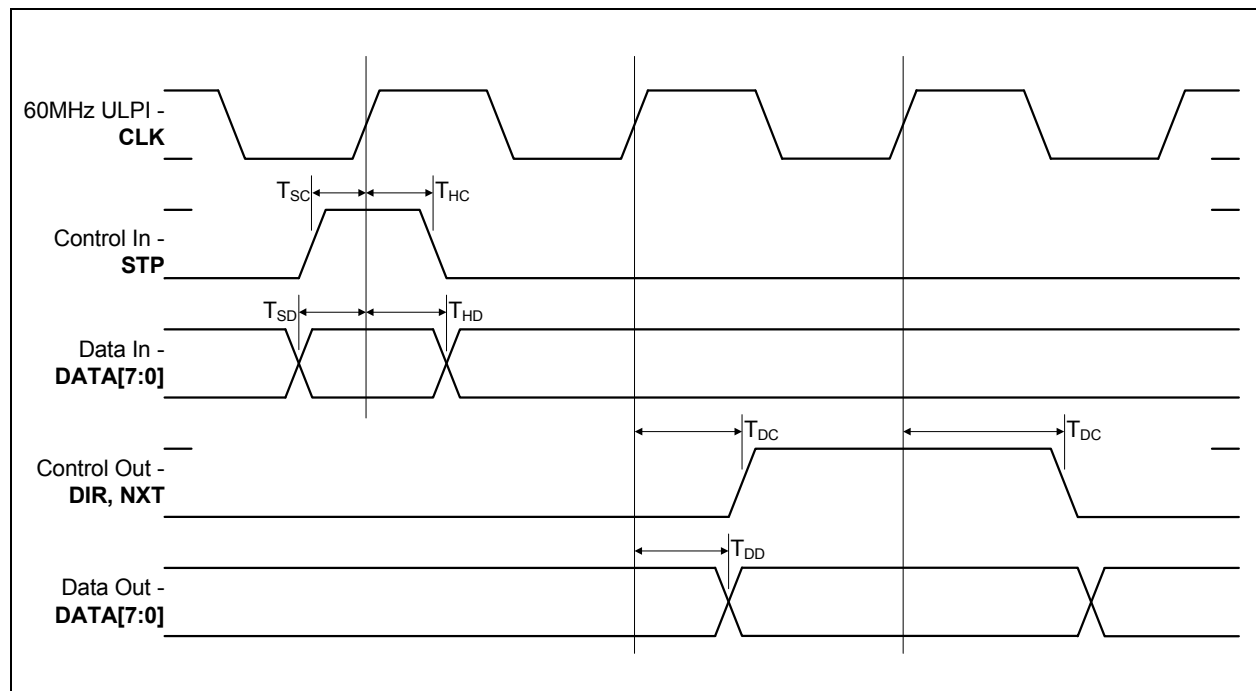 60MHz ULPI -
CLK
T_SC
T_HC
Control In -
STP
T_SD
T_HD
Data In -
DATA[7:0]
T_DC
T_DC
Control Out -
DIR, NXT
T_DD
Data Out -
DATA[7:0]